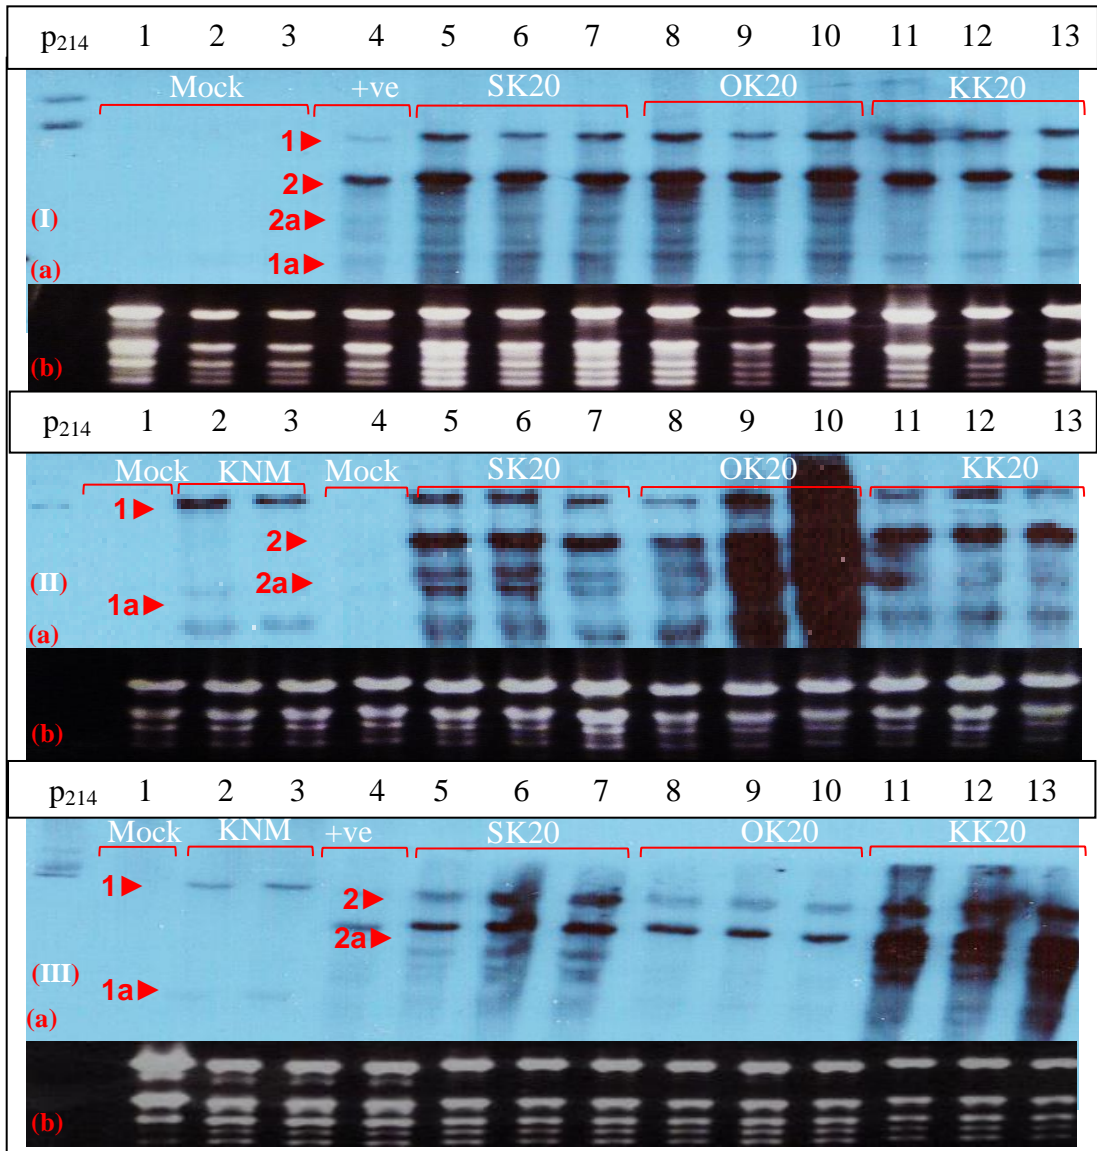 p214 1 2 3 4 5 6 7 8 9 10 11 12 13
Mock +ve SK20 OK20 KK20
1
2
(I) 2a
(a) 1a
(b)
p214 1 2 3 4 5 6 7 8 9 10 11 12 13
Mock KNM Mock SK20 OK20 KK20
1
2
(II) 2a
1a
(a)
(b)
p214 1 2 3 4 5 6 7 8 9 10 11 12 13
Mock KNM +ve SK20 OK20 KK20
1
2
2a
(III)
1a
(a)
(b)